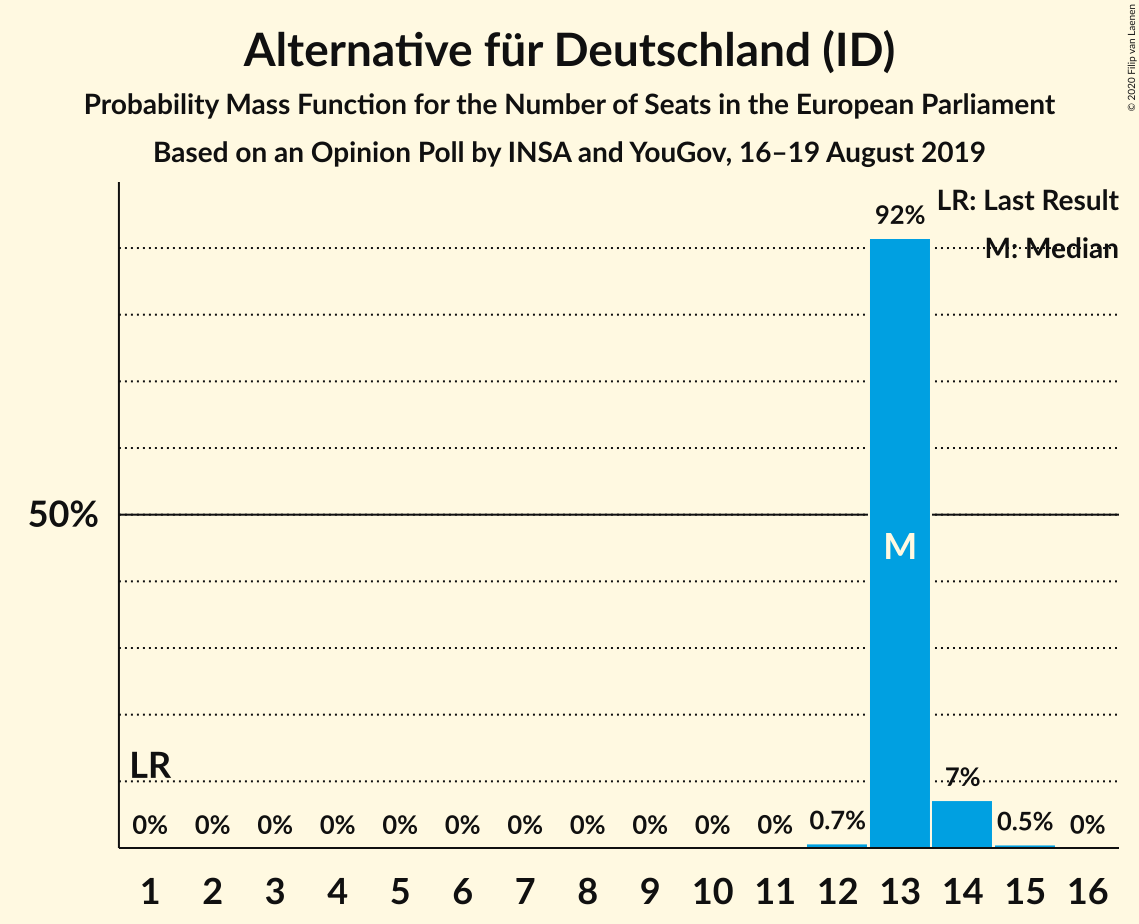 Alternative für Deutschland (ID)
Probability Mass Function for the Number of Seats in the European Parliament
Based on an Opinion Poll by INSA and YouGov, 16–19 August 2019
© 2020 Filip van Laenen
LR: Last Result
M: Median
92%
50%
M
LR
7%
0% 0% 0% 0% 0% 0% 0% 0% 0% 0% 0% 0.7% 0.5% 0%
1 2 3 4 5 6 7 8 9 10 11 12 13 14 15 16